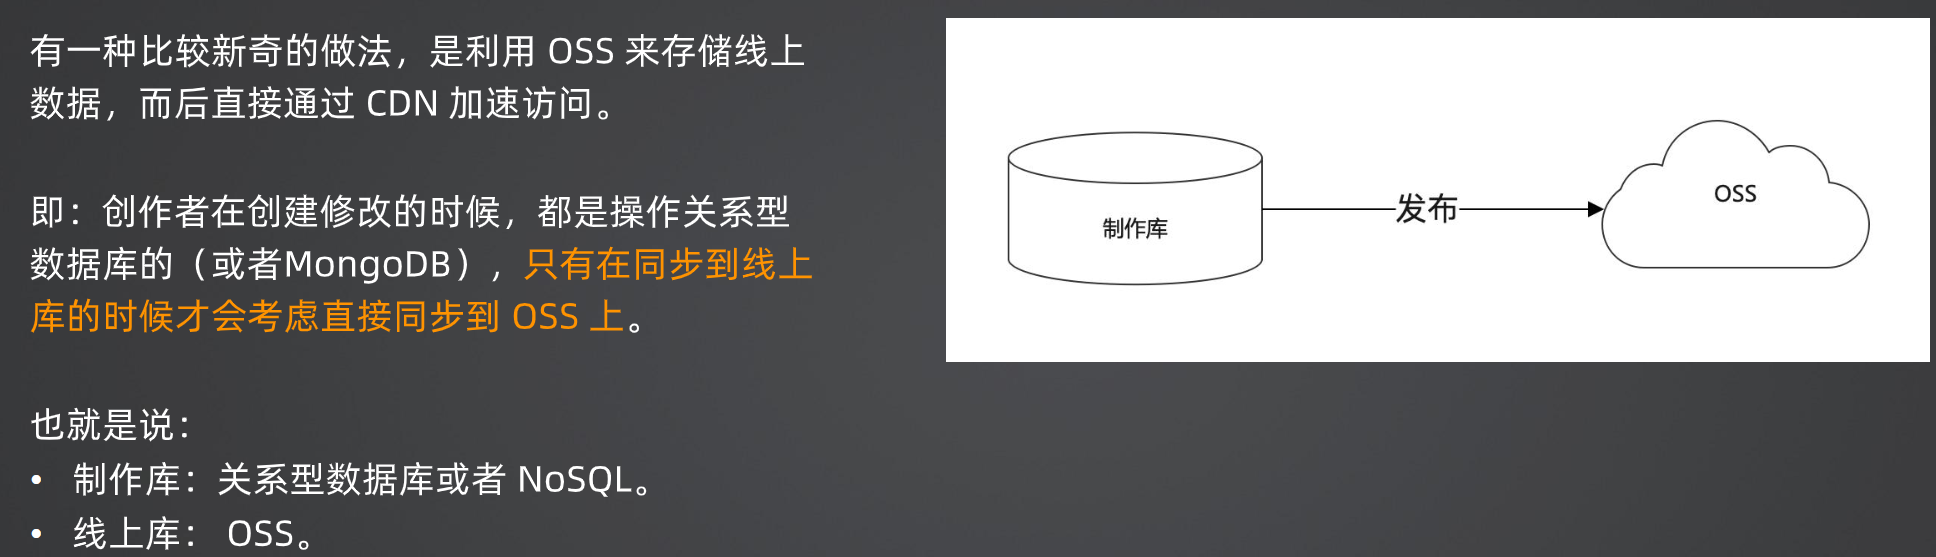 有一种比较新奇的做法，是利用 OSS 来存储线上
数据，而后直接通过 CDN 加速访问。
即：创作者在创建修改的时候，都是操作关系型
数据库的（或者MongoDB），只有在同步到线上
库的时候才会考虑直接同步到 OSS 上。
也就是说：
• 制作库：关系型数据库或者 NoSQL。
• 线上库： OSS。
制作库
发布
OSS